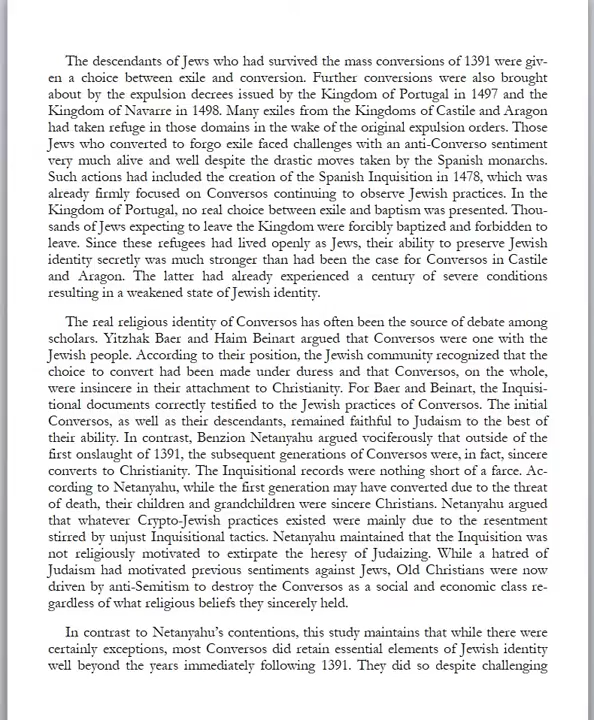 The descendants of Jews who had survived the mass conversions of 1391 were giv-
en a choice between exile and conversion. Further conversions were also brought
about by the expulsion decrees issued by the Kingdom of Portugal in 1497 and the
Kingdom of Navarre in 1498. Many exiles from the Kingdoms of Castile and Aragon
had taken refuge in those domains in the wake of the original expulsion orders. Those
Jews who converted to forgo exile faced challenges with an anti-Converso sentiment
very much alive and well despite the drastic moves taken by the Spanish monarchs.
Such actions had included the creation of the Spanish Inquisition in 1478, which was
already firmly focused on Conversos continuing to observe Jewish practices. In the
Kingdom of Portugal, no real choice between exile and baptism was presented. Thou-
sands of Jews expecting to leave the Kingdom were forcibly baptized and forbidden to
leave. Since these refugees had lived openly as Jews, their ability to preserve Jewish
identity secretly was much stronger than had been the case for Conversos in Castile
and Aragon. The latter had already experienced a century of severe conditions
resulting in a weakened state of Jewish identity.
The real religious identity of Conversos has often been the source of debate among
scholars. Yitzhak Baer and Haim Beinart argued that Conversos were one with the
Jewish people. According to their position, the Jewish community recognized that the
choice to convert had been made under duress and that Conversos, on the whole,
were insincere in their attachment to Christianity. For Baer and Beinart, the Inquisi-
tional documents correctly testified to the Jewish practices of Conversos. The initial
Conversos, as well as their descendants, remained faithful to Judaism to the best of
their ability. In contrast, Benzion Netanyahu argued vociferously that outside of the
first onslaught of 1391, the subsequent generations of Conversos were, in fact, sincere
converts to Christianity. The Inquisitional records were nothing short of a farce. Ac-
cording to Netanyahu, while the first generation may have converted due to the threat
of death, their children and grandchildren were sincere Christians. Netanyahu argued
that whatever Crypto-Jewish practices existed were mainly due to the resentment
stirred by unjust Inquisitional tactics. Netanyahu maintained that the Inquisition was
not religiously motivated to extirpate the heresy of Judaizing. While a hatred of
Judaism had motivated previous sentiments against Jews, Old Christians were now
driven by anti-Semitism to destroy the Conversos as a social and economic class re-
gardless of what religious beliefs they sincerely held.
In contrast to Netanyahu's contentions, this study maintains that while there were
certainly exceptions, most Conversos did retain essential elements of Jewish identity
well beyond the years immediately following 1391. They did so despite challenging